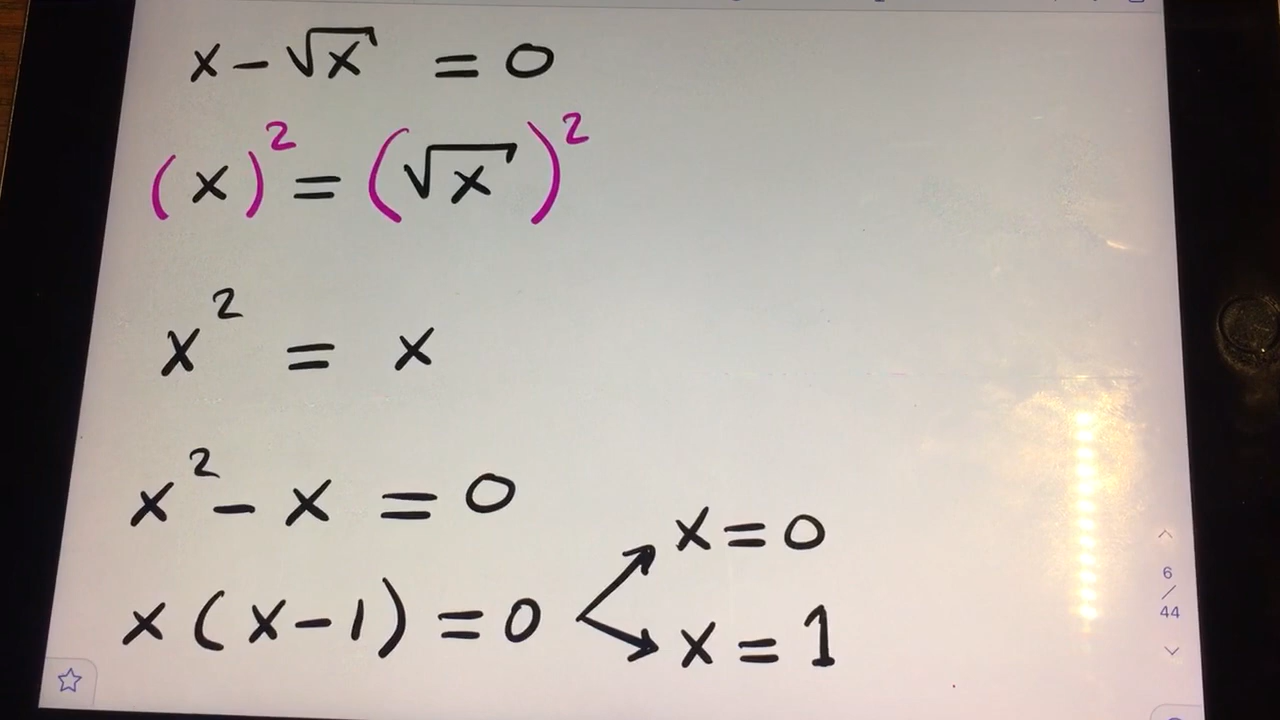 x - √x = 0
(x)² = (√x)²
x² = x
x² - x = 0
x = 0
x(x-1) = 0
x = 1
6
/
44